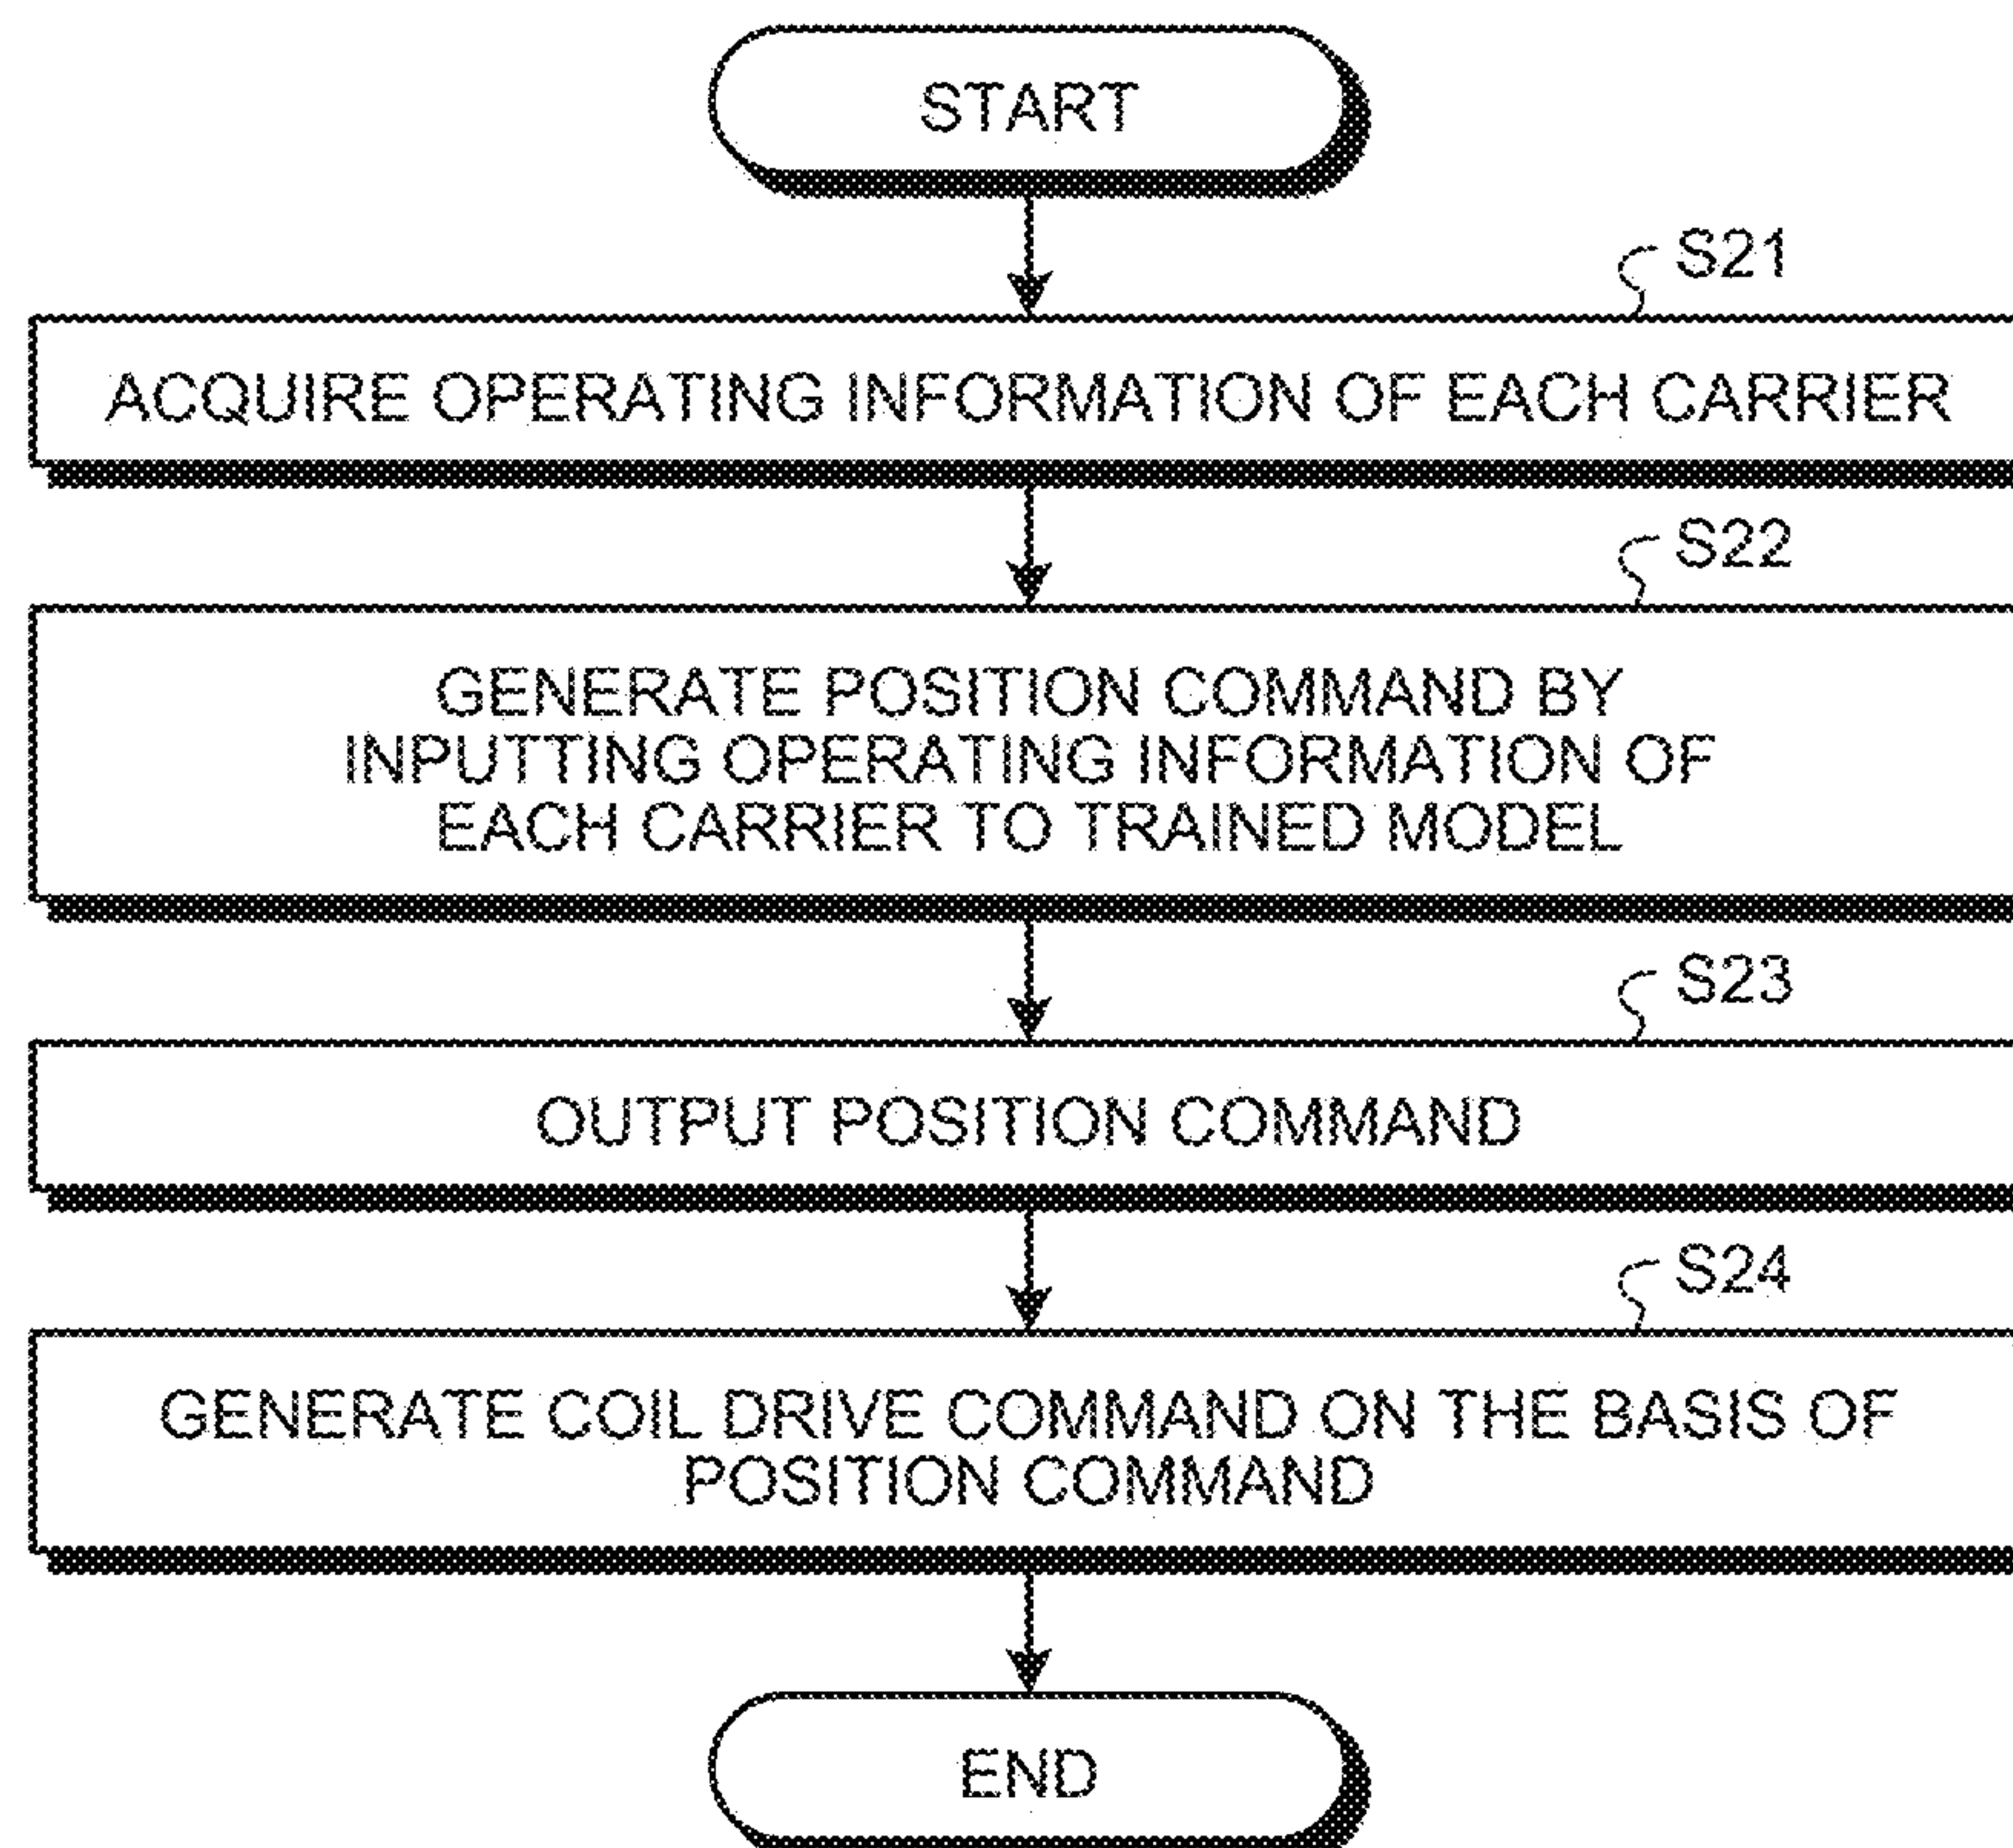 START
S21
ACQUIRE OPERATING INFORMATION OF EACH CARRIER
S22
GENERATE POSITION COMMAND BY
INPUTTING OPERATING INFORMATION OF
EACH CARRIER TO TRAINED MODEL
S23
OUTPUT POSITION COMMAND
S24
GENERATE COIL DRIVE COMMAND ON THE BASIS OF
POSITION COMMAND
END